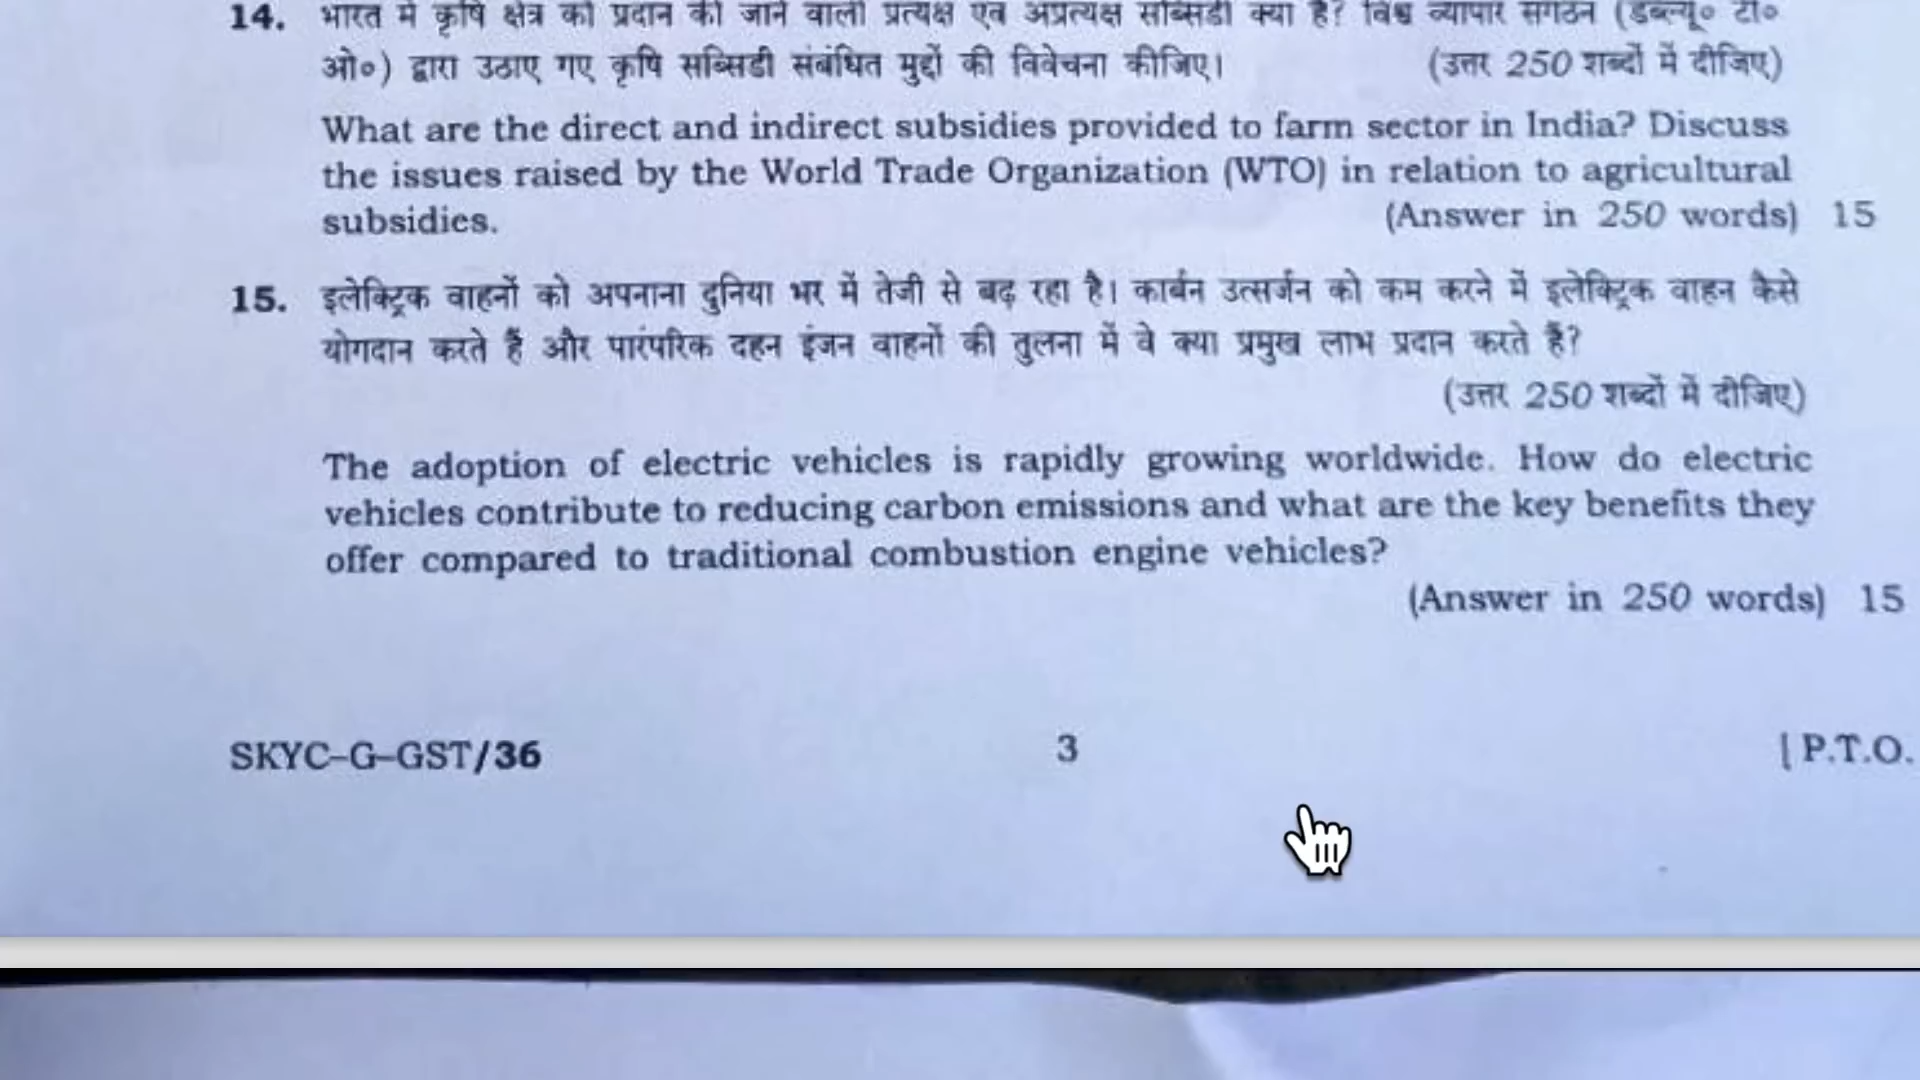 14. भारत में कृषि क्षेत्र को प्रदान की जाने वाली प्रत्यक्ष एवं अप्रत्यक्ष सब्सिडी क्या है? विश्व व्यापार संगठन (डब्ल्यू० टी०
ओ०) द्वारा उठाए गए कृषि सब्सिडी संबंधित मुद्दों की विवेचना कीजिए। (उत्तर 250 शब्दों में दीजिए)
What are the direct and indirect subsidies provided to farm sector in India? Discuss
the issues raised by the World Trade Organization (WTO) in relation to agricultural
subsidies. (Answer in 250 words) 15
15. इलेक्ट्रिक वाहनों को अपनाना दुनिया भर में तेजी से बढ़ रहा है। कार्बन उत्सर्जन को कम करने में इलेक्ट्रिक वाहन कैसे
योगदान करते हैं और पारंपरिक दहन इंजन वाहनों की तुलना में वे क्या प्रमुख लाभ प्रदान करते हैं?
(उत्तर 250 शब्दों में दीजिए)
The adoption of electric vehicles is rapidly growing worldwide. How do electric
vehicles contribute to reducing carbon emissions and what are the key benefits they
offer compared to traditional combustion engine vehicles?
(Answer in 250 words) 15
SKYC–G–GST/36 3 [ P.T.O.